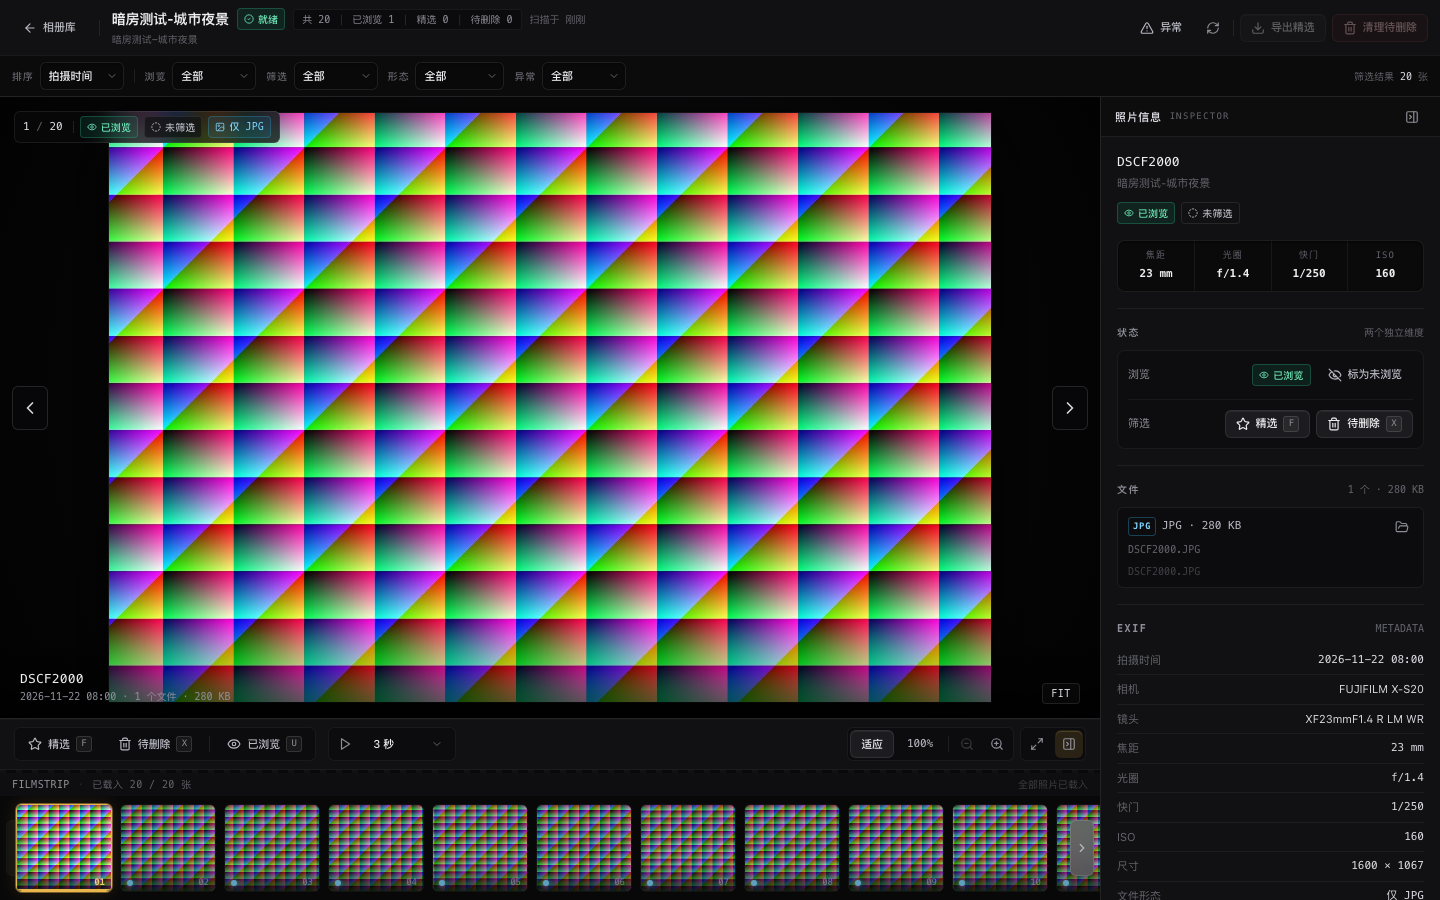 相册库
暗房测试-城市夜景
就绪
共 20
已浏览 1
精选 0
待删除 0
扫描于 刚刚
暗房测试-城市夜景
异常
导出精选
清理待删除
排序
拍摄时间
浏览
全部
筛选
全部
形态
全部
异常
全部
筛选结果 20 张
1 / 20
已浏览
未筛选
仅 JPG
DSCF2000
2026-11-22 08:00 · 1 个文件 · 280 KB
FIT
精选 F
待删除 X
已浏览 U
3 秒
适应
100%
FILMSTRIP · 已载入 20 / 20 张
全部照片已载入
01
02
03
04
05
06
07
08
09
10
照片信息 INSPECTOR
DSCF2000
暗房测试-城市夜景
已浏览
未筛选
焦距
23 mm
光圈
f/1.4
快门
1/250
ISO
160
状态
两个独立维度
浏览
已浏览
标为未浏览
筛选
精选 F
待删除 X
文件
1 个 · 280 KB
JPG JPG · 280 KB
DSCF2000.JPG
DSCF2000.JPG
EXIF
METADATA
拍摄时间
2026-11-22 08:00
相机
FUJIFILM X-S20
镜头
XF23mmF1.4 R LM WR
焦距
23 mm
光圈
f/1.4
快门
1/250
ISO
160
尺寸
1600 × 1067
文件形态
仅 JPG